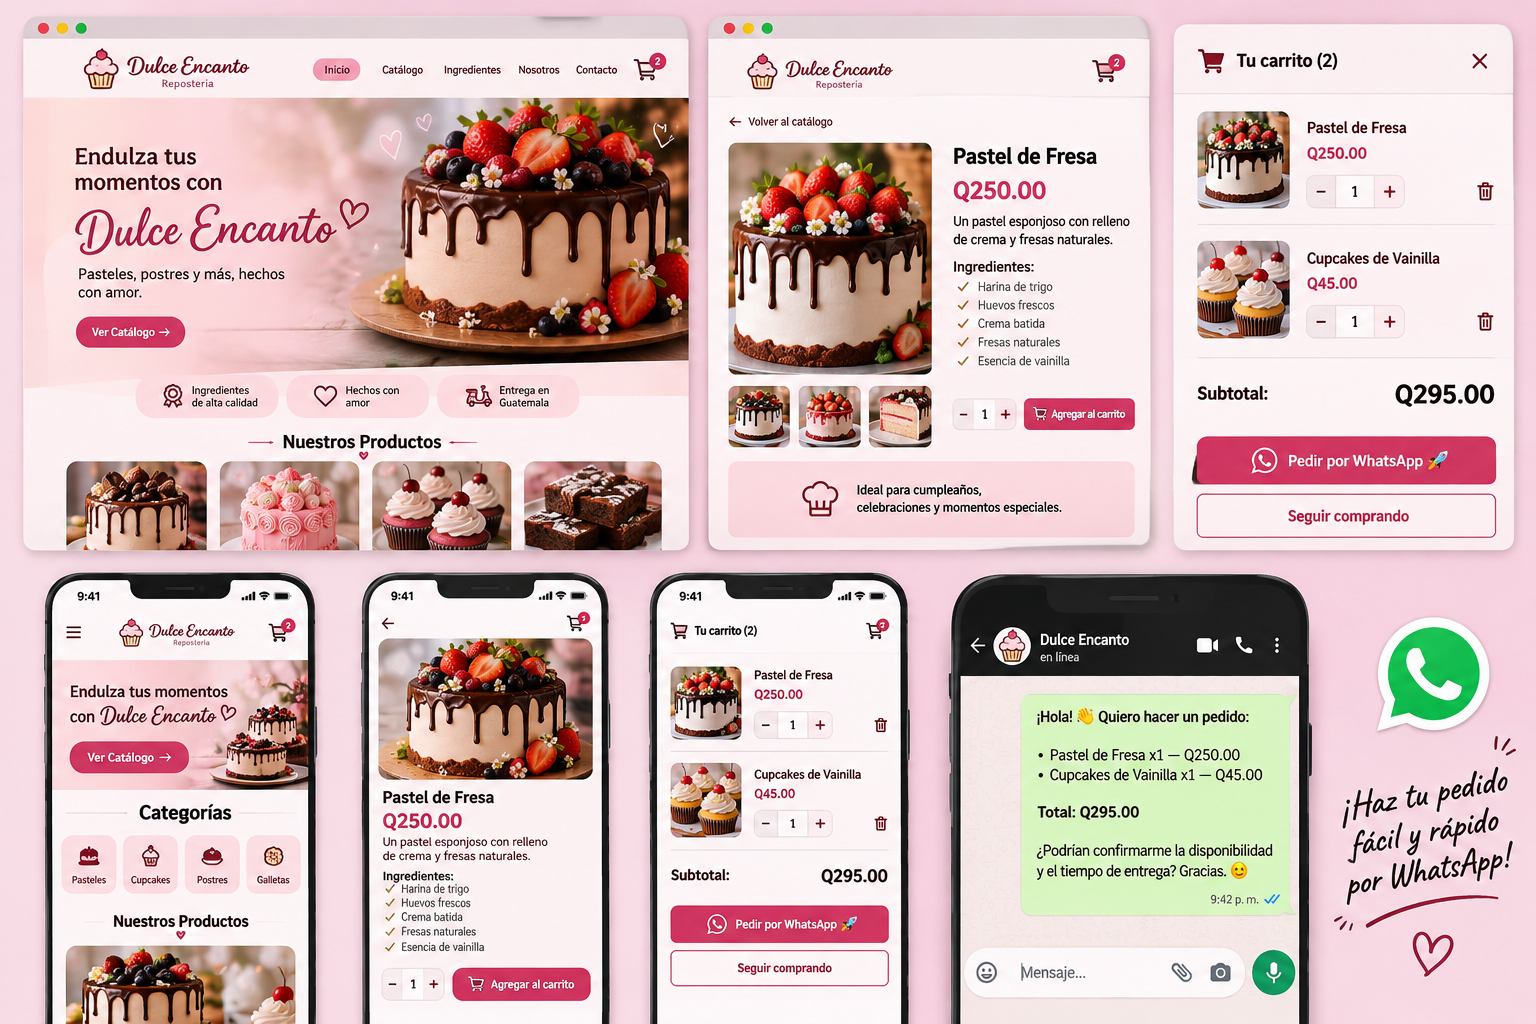 Dulce Encanto
Repostería
Inicio
Catálogo
Ingredientes
Nosotros
Contacto
2
Endulza tus
momentos con
Dulce Encanto
Pasteles, postres y más, hechos
con amor.
Ver Catálogo →
Ingredientes
de alta calidad
Hechos con
amor
Entrega en
Guatemala
Nuestros Productos
Dulce Encanto
Repostería
2
← Volver al catálogo
Pastel de Fresa
Q250.00
Un pastel esponjoso con relleno
de crema y fresas naturales.
Ingredientes:
✓ Harina de trigo
✓ Huevos frescos
✓ Crema batida
✓ Fresas naturales
✓ Esencia de vainilla
− 1 +
Agregar al carrito
Ideal para cumpleaños,
celebraciones y momentos especiales.
Tu carrito (2)
Pastel de Fresa
Q250.00
− 1 +
Cupcakes de Vainilla
Q45.00
− 1 +
Subtotal:
Q295.00
Pedir por WhatsApp 🚀
Seguir comprando
9:41
Dulce Encanto
Repostería
2
Endulza tus momentos
con Dulce Encanto
Ver Catálogo →
Categorías
Pasteles
Cupcakes
Postres
Galletas
Nuestros Productos
9:41
Pastel de Fresa
Q250.00
Un pastel esponjoso con relleno
de crema y fresas naturales.
Ingredientes:
✓ Harina de trigo
✓ Huevos frescos
✓ Crema batida
✓ Fresas naturales
✓ Esencia de vainilla
− 1 +
Agregar al carrito
9:41
Tu carrito (2)
Pastel de Fresa
Q250.00
− 1 +
Cupcakes de Vainilla
Q45.00
− 1 +
Subtotal:
Q295.00
Pedir por WhatsApp 🚀
Seguir comprando
Dulce Encanto
en línea
¡Hola! 👋 Quiero hacer un pedido:
• Pastel de Fresa x1 — Q250.00
• Cupcakes de Vainilla x1 — Q45.00
Total: Q295.00
¿Podrían confirmarme la disponibilidad
y el tiempo de entrega? Gracias. 😊
9:42 p. m.
Mensaje...
¡Haz tu pedido
fácil y rápido
por WhatsApp!